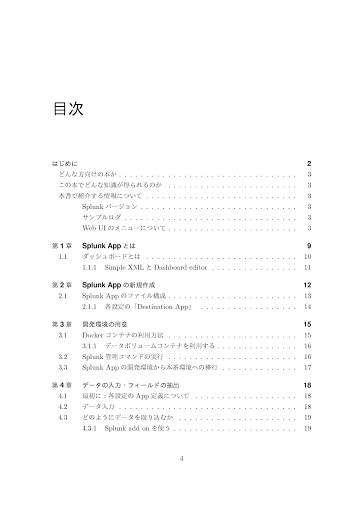 目次
はじめに 2
どんな方向けの本か . . . . . . . . . . . . . . . . . . . . . . . . . . . . . . . . 3
この本でどんな知識が得られるのか . . . . . . . . . . . . . . . . . . . . . . . 3
本書で紹介する情報について . . . . . . . . . . . . . . . . . . . . . . . . . . . 3
Splunk バージョン . . . . . . . . . . . . . . . . . . . . . . . . . . . . 3
サンプルログ . . . . . . . . . . . . . . . . . . . . . . . . . . . . . . . 3
Web UI のメニューについて . . . . . . . . . . . . . . . . . . . . . . . 3
第 1 章 Splunk App とは 9
1.1 ダッシュボードとは . . . . . . . . . . . . . . . . . . . . . . . . . . . 10
1.1.1 Simple XML と Dashboard editor . . . . . . . . . . . . . . . . 11
第 2 章 Splunk App の新規作成 12
2.1 Splunk App のファイル構成 . . . . . . . . . . . . . . . . . . . . . . . 13
2.1.1 各設定の「Destination App」 . . . . . . . . . . . . . . . . . . 14
第 3 章 開発環境の用意 15
3.1 Docker コンテナの利用方法 . . . . . . . . . . . . . . . . . . . . . . . 15
3.1.1 データボリュームコンテナを利用する . . . . . . . . . . . . . . . 16
3.2 Splunk 管理コマンドの実行 . . . . . . . . . . . . . . . . . . . . . . . 16
3.3 Splunk App の開発環境から本番環境への移行 . . . . . . . . . . . . . . 17
第 4 章 データの入力・フィールドの抽出 18
4.1 最初に：各設定の App 定義について . . . . . . . . . . . . . . . . . . . 18
4.2 データ入力 . . . . . . . . . . . . . . . . . . . . . . . . . . . . . . . . 18
4.3 どのようにデータを取り込むか . . . . . . . . . . . . . . . . . . . . . . 19
4.3.1 Splunk add on を使う . . . . . . . . . . . . . . . . . . . . . . 19
4